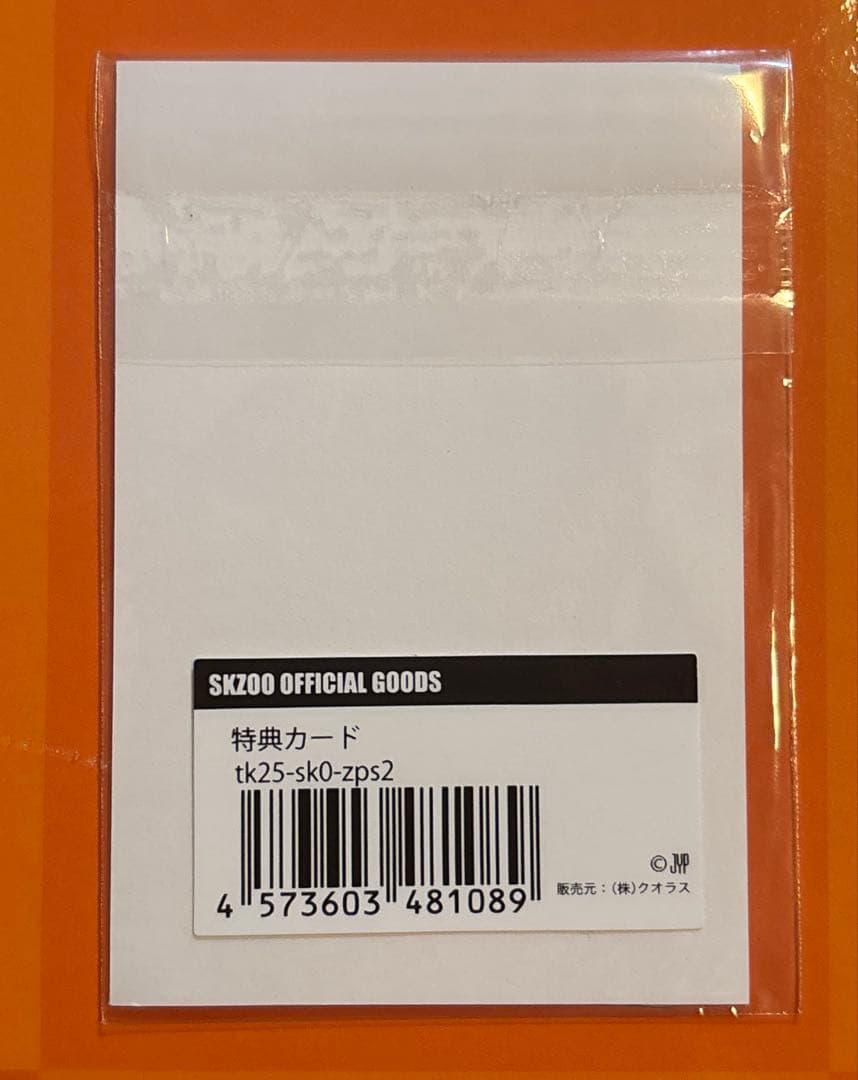 SKZOO OFFICIAL GOODS
特典カード
tk25-sk0-zps2
© JYP
4 573603 481089
販売元：(株)クオラス